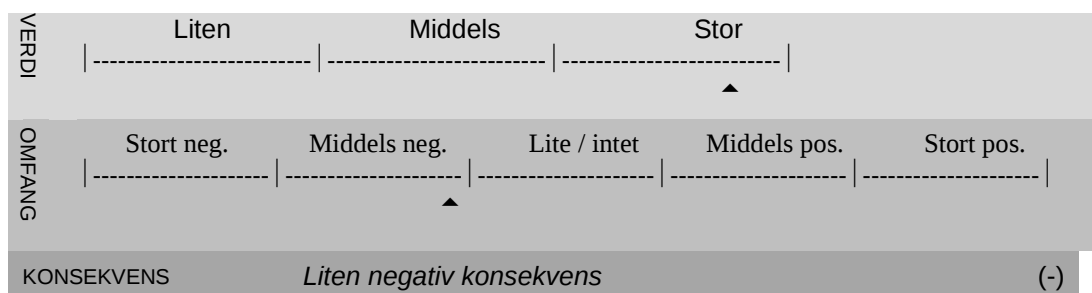 VERDI
Liten Middels Stor
|--------------------------|--------------------------|--------------------------|
OMFANG
Stort neg. Middels neg. Lite / intet Middels pos. Stort pos.
|---------------------|---------------------|---------------------|---------------------|---------------------|
KONSEKVENS Liten negativ konsekvens (-)